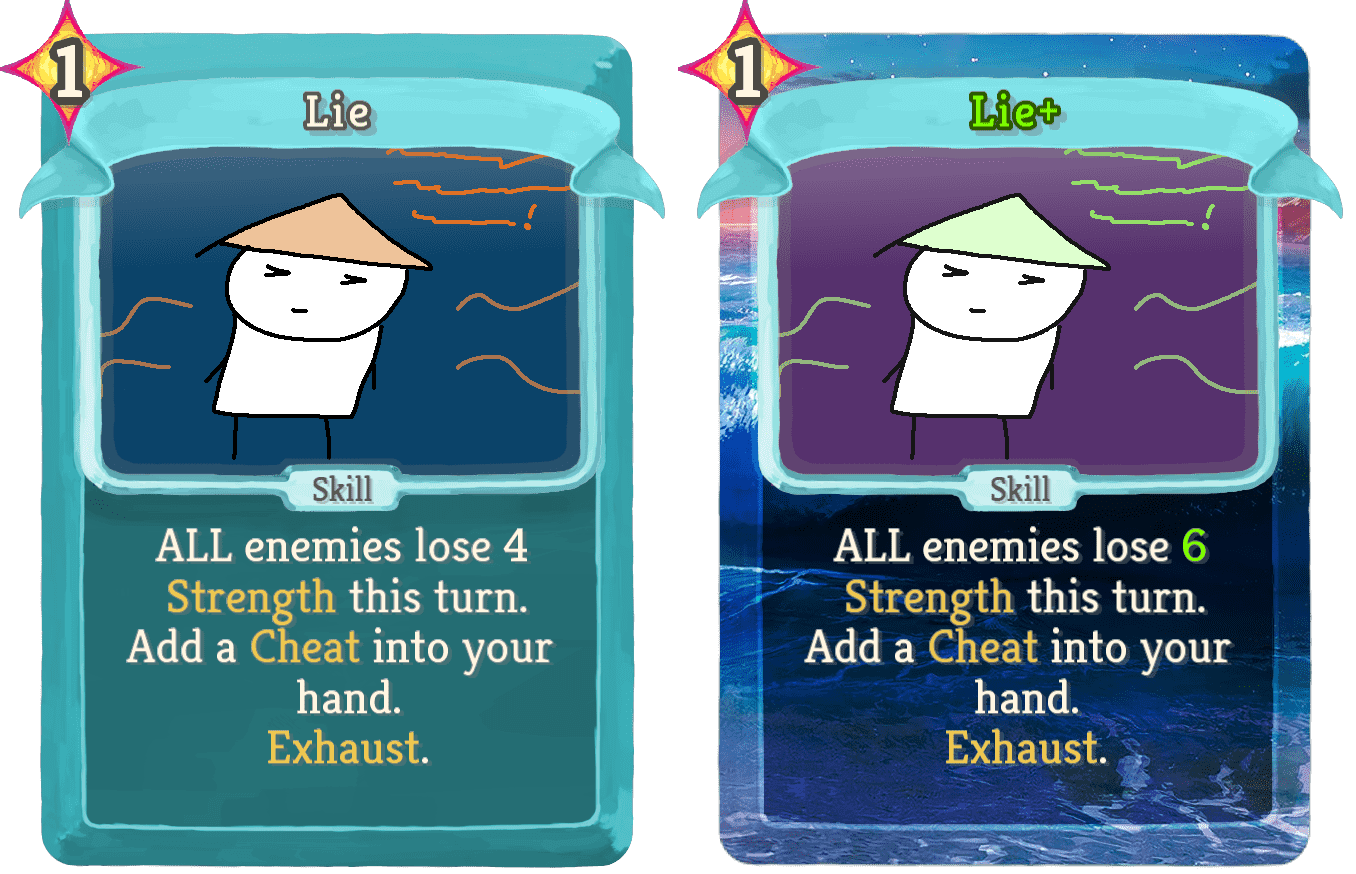 1
Lie
Skill
ALL enemies lose 4
Strength this turn.
Add a Cheat into your
hand.
Exhaust.
1
Lie+
Skill
ALL enemies lose 6
Strength this turn.
Add a Cheat into your
hand.
Exhaust.